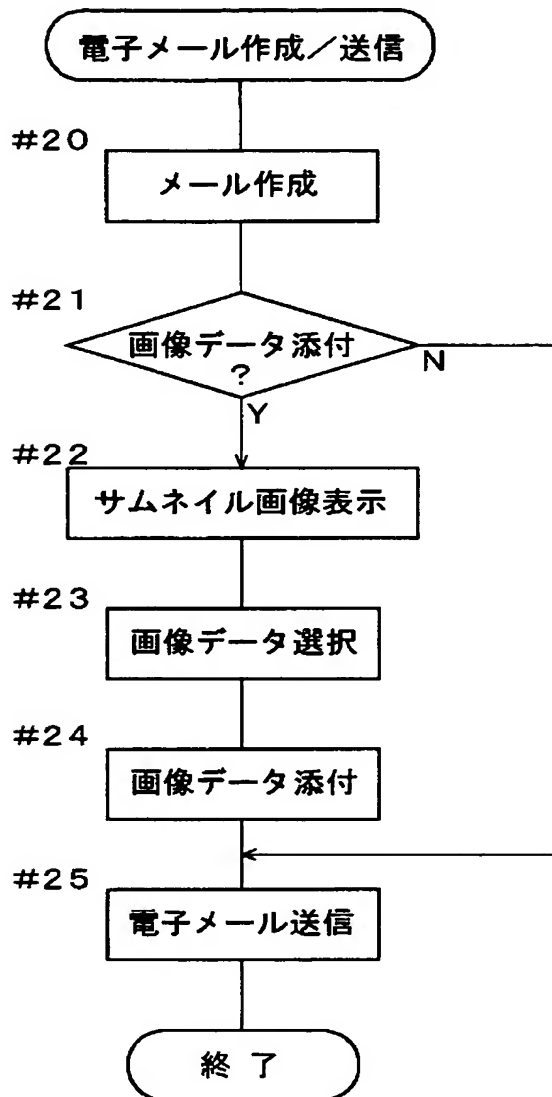 電子メール作成／送信
#20
メール作成
#21
画像データ添付
?
N
Y
#22
サムネイル画像表示
#23
画像データ選択
#24
画像データ添付
#25
電子メール送信
終了